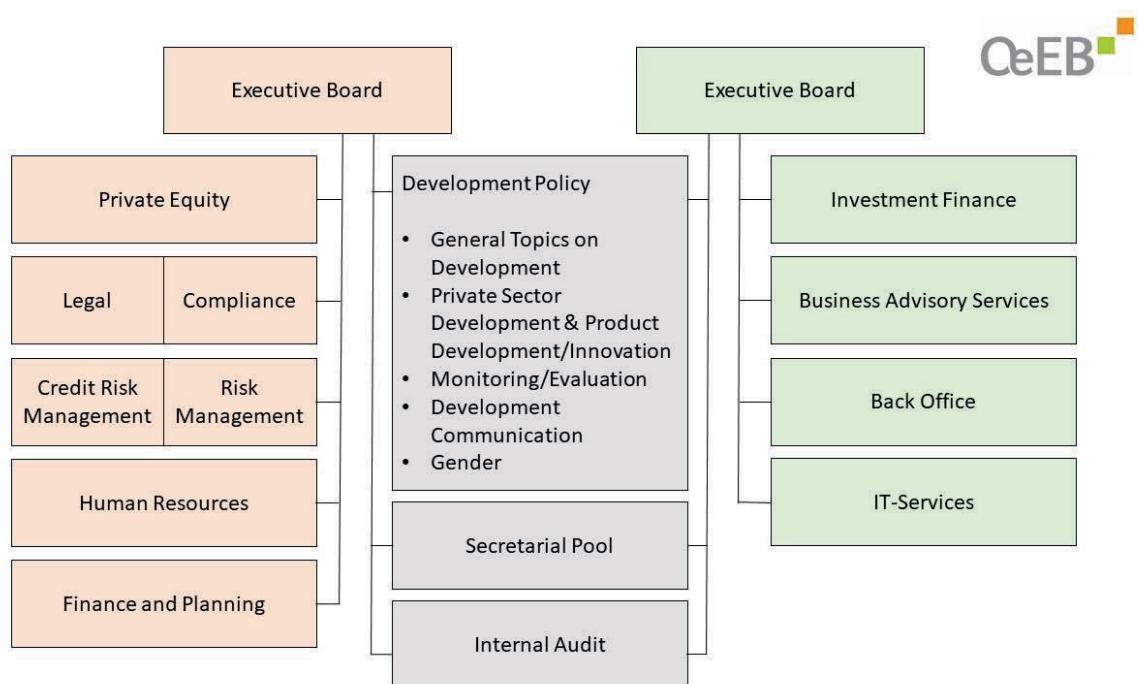 OeEB
Executive Board
Executive Board
Private Equity
Legal
Compliance
Credit Risk
Management
Risk
Management
Human Resources
Finance and Planning
Development Policy
• General Topics on
Development
• Private Sector
Development & Product
Development/Innovation
• Monitoring/Evaluation
• Development
Communication
• Gender
Secretarial Pool
Internal Audit
Investment Finance
Business Advisory Services
Back Office
IT-Services